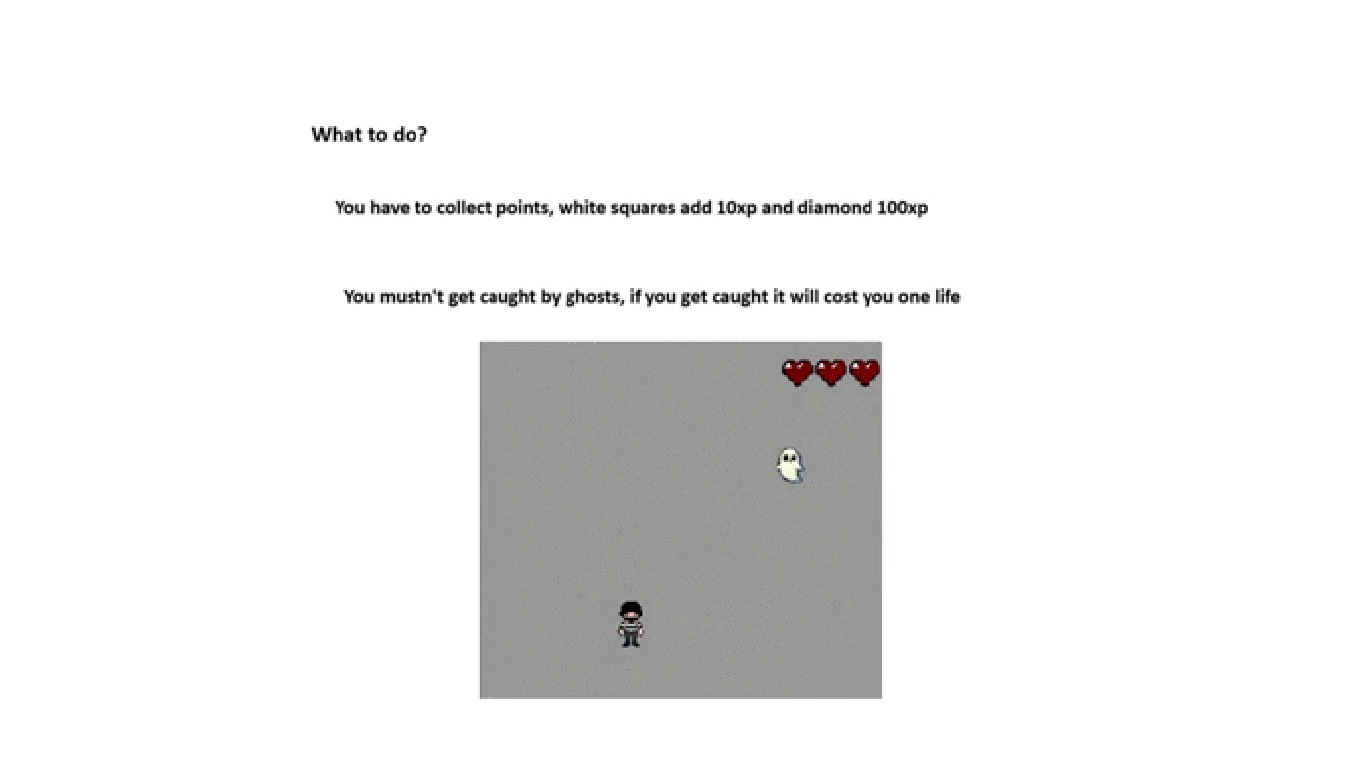 What to do?
You have to collect points, white squares add 10xp and diamond 100xp
You mustn't get caught by ghosts, if you get caught it will cost you one life